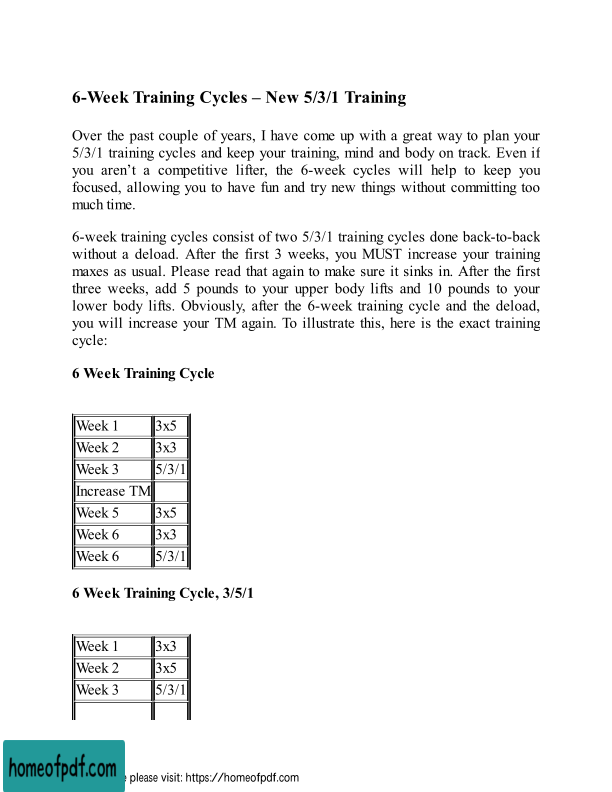 6-Week Training Cycles – New 5/3/1 Training
Over the past couple of years, I have come up with a great way to plan your
5/3/1 training cycles and keep your training, mind and body on track. Even if
you aren’t a competitive lifter, the 6-week cycles will help to keep you
focused, allowing you to have fun and try new things without committing too
much time.
6-week training cycles consist of two 5/3/1 training cycles done back-to-back
without a deload. After the first 3 weeks, you MUST increase your training
maxes as usual. Please read that again to make sure it sinks in. After the first
three weeks, add 5 pounds to your upper body lifts and 10 pounds to your
lower body lifts. Obviously, after the 6-week training cycle and the deload,
you will increase your TM again. To illustrate this, here is the exact training
cycle:
6 Week Training Cycle
Week 1 3x5
Week 2 3x3
Week 3 5/3/1
Increase TM
Week 5 3x5
Week 6 3x3
Week 6 5/3/1
6 Week Training Cycle, 3/5/1
Week 1 3x3
Week 2 3x5
Week 3 5/3/1
homeofpdf.com
please visit: https://homeofpdf.com